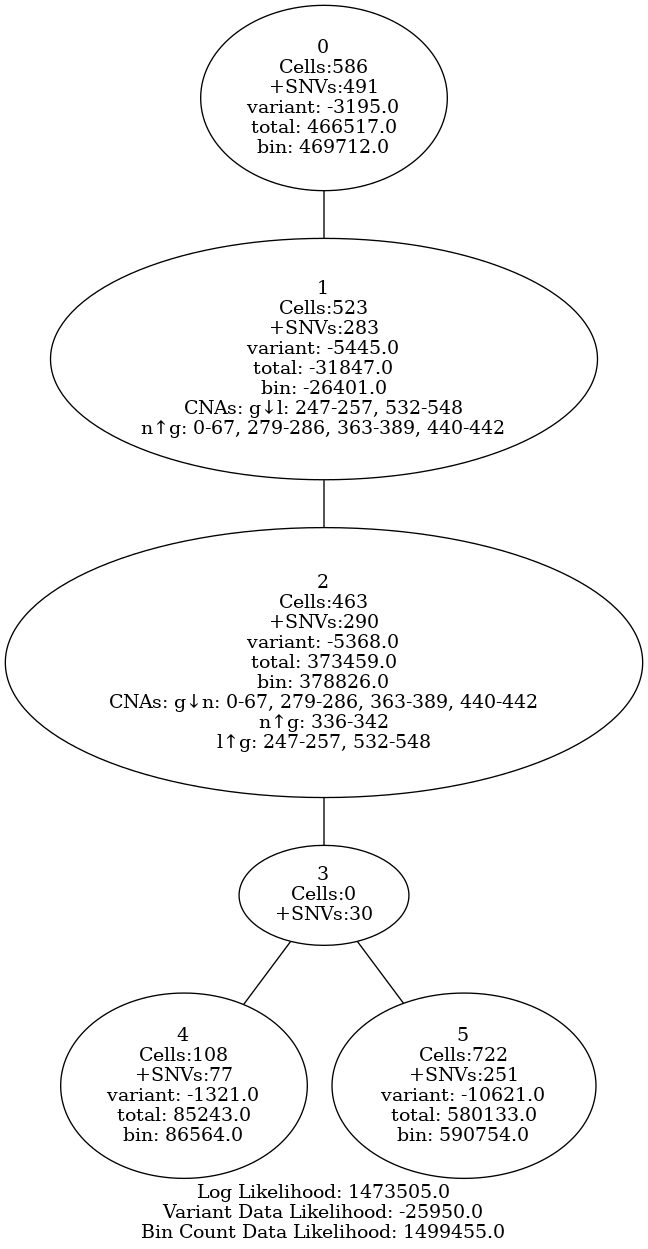 0
Cells:586
+SNVs:491
variant: -3195.0
total: 466517.0
bin: 469712.0
1
Cells:523
+SNVs:283
variant: -5445.0
total: -31847.0
bin: -26401.0
CNAs: g↓l: 247-257, 532-548
n↑g: 0-67, 279-286, 363-389, 440-442
2
Cells:463
+SNVs:290
variant: -5368.0
total: 373459.0
bin: 378826.0
CNAs: g↓n: 0-67, 279-286, 363-389, 440-442
n↑g: 336-342
l↑g: 247-257, 532-548
3
Cells:0
+SNVs:30
4
Cells:108
+SNVs:77
variant: -1321.0
total: 85243.0
bin: 86564.0
5
Cells:722
+SNVs:251
variant: -10621.0
total: 580133.0
bin: 590754.0
Log Likelihood: 1473505.0
Variant Data Likelihood: -25950.0
Bin Count Data Likelihood: 1499455.0